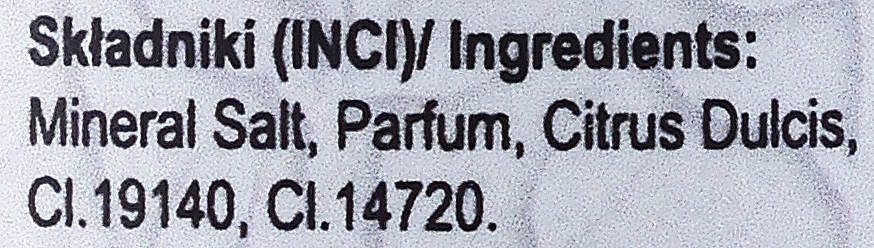 Składniki (INCI)/ Ingredients:
Mineral Salt, Parfum, Citrus Dulcis,
CI.19140, CI.14720.